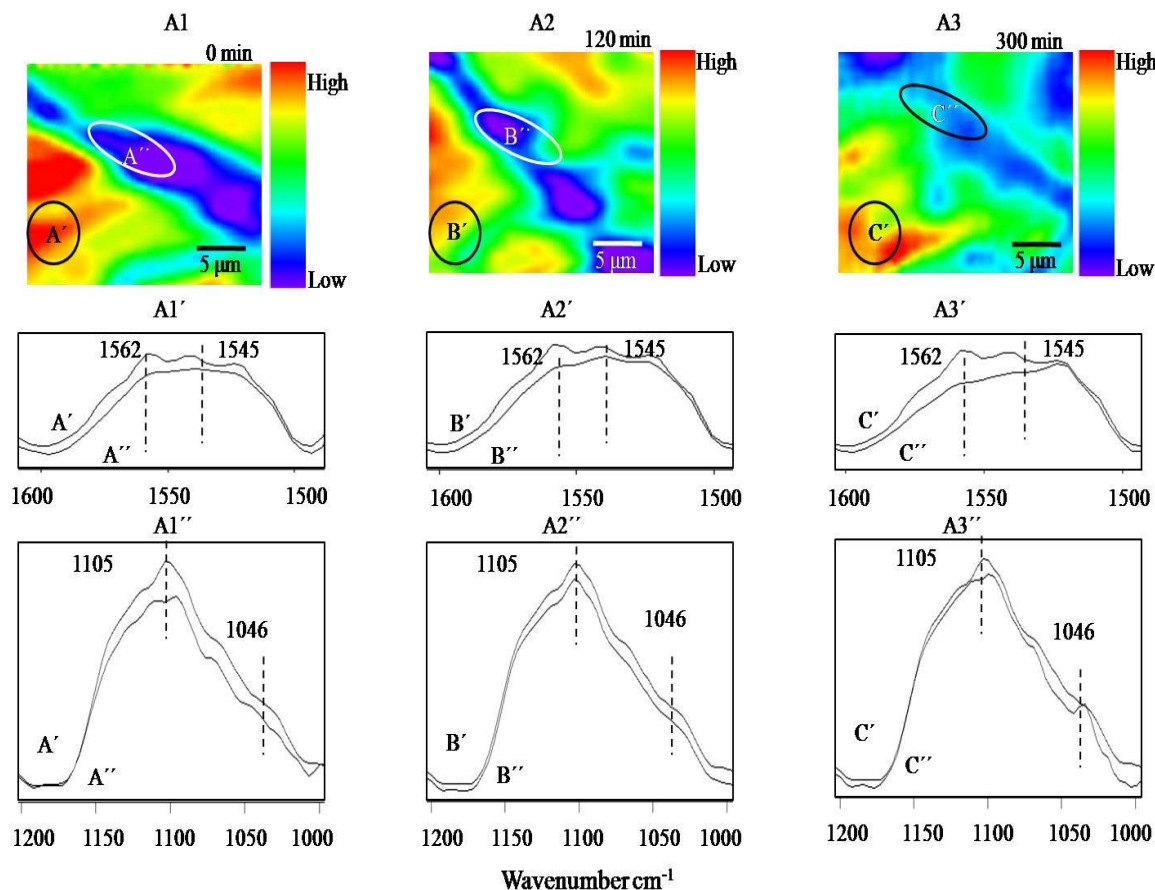 A1
A2
A3
0 min
120 min
300 min
High
High
High
A´´
B´´
C´´
A´
B´
C´
5 µm
5 µm
5 µm
Low
Low
Low
A1´
A2´
A3´
1562
1545
1562
1545
1562
1545
A´
A´´
B´
B´´
C´
C´´
1600
1550
1500
1600
1550
1500
1600
1550
1500
A1´´
A2´´
A3´´
1105
1046
1105
1046
1105
1046
A´
A´´
B´
B´´
C´
C´´
1200
1150
1100
1050
1000
1200
1150
1100
1050
1000
1200
1150
1100
1050
1000
Wavenumber cm-1